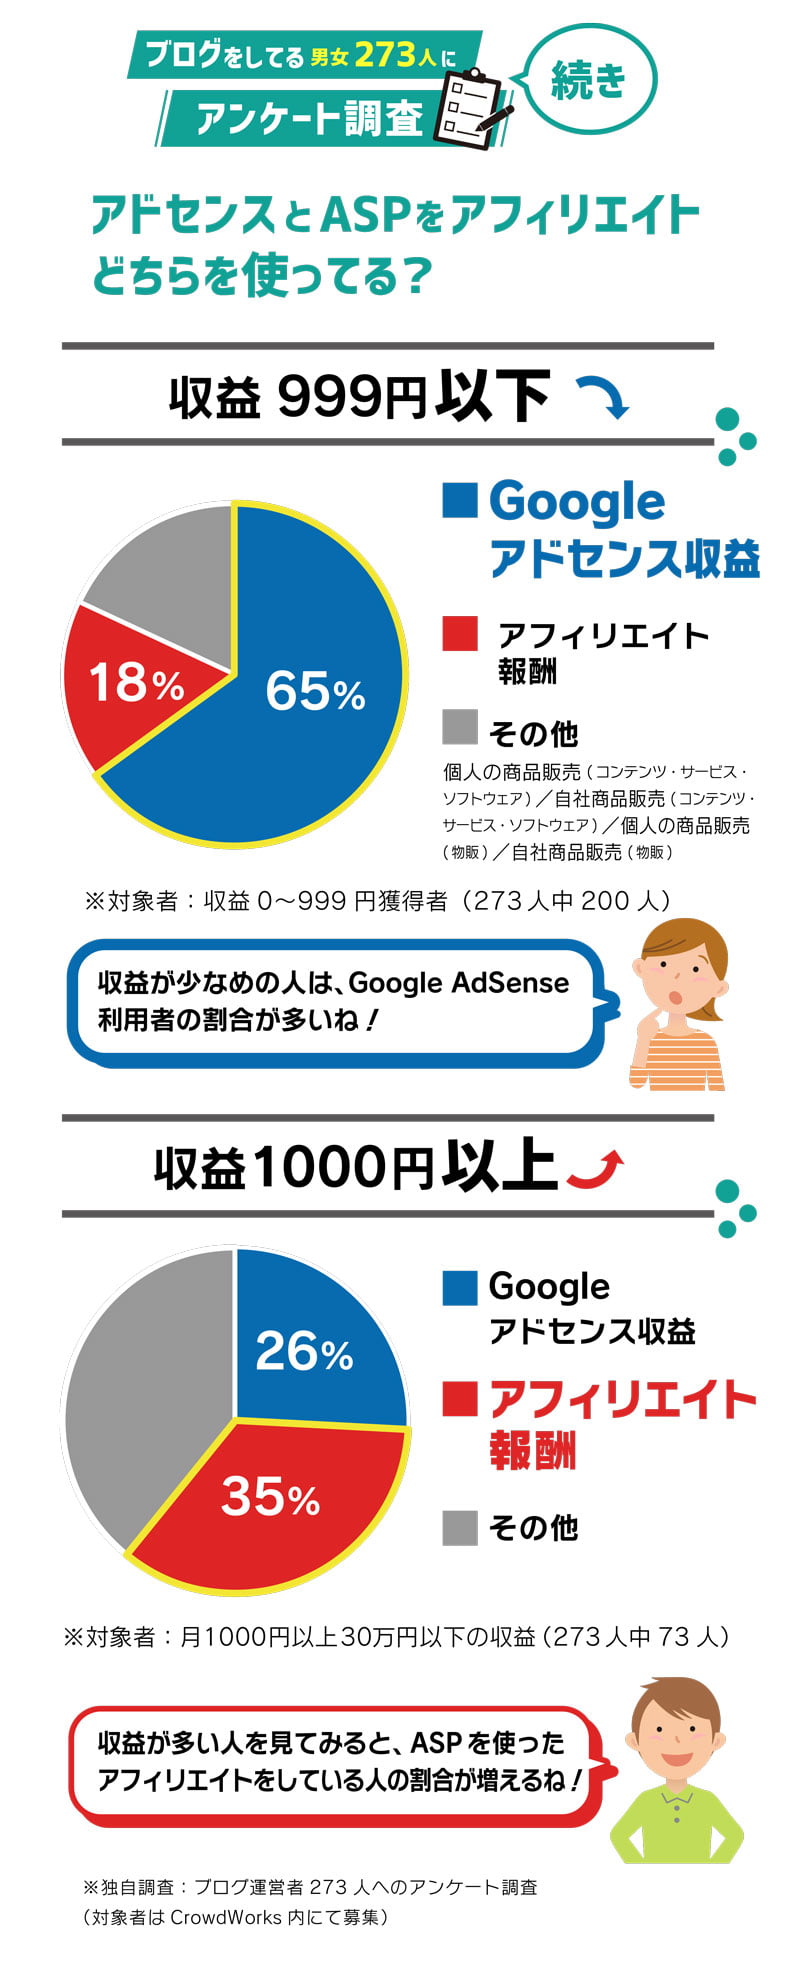 ブログをしてる 男女 273人に
アンケート調査
続き
アドセンスとASPをアフィリエイト
どちらを使ってる？
収益 999円以下
Google
アドセンス収益
アフィリエイト
報酬
その他
個人の商品販売（コンテンツ・サービス・
ソフトウェア）／自社商品販売（コンテンツ・
サービス・ソフトウェア）／個人の商品販売
（物販）／自社商品販売（物販）
18%
65%
※対象者：収益 0〜999 円獲得者（273人中 200 人）
収益が少なめの人は、Google AdSense
利用者の割合が多いね！
収益1000円以上
Google
アドセンス収益
アフィリエイト
報酬
その他
26%
35%
※対象者：月1000円以上30万円以下の収益（273人中 73 人）
収益が多い人を見てみると、ASP を使った
アフィリエイトをしている人の割合が増えるね！
※独自調査：ブログ運営者 273 人へのアンケート調査
（対象者は CrowdWorks 内にて募集）